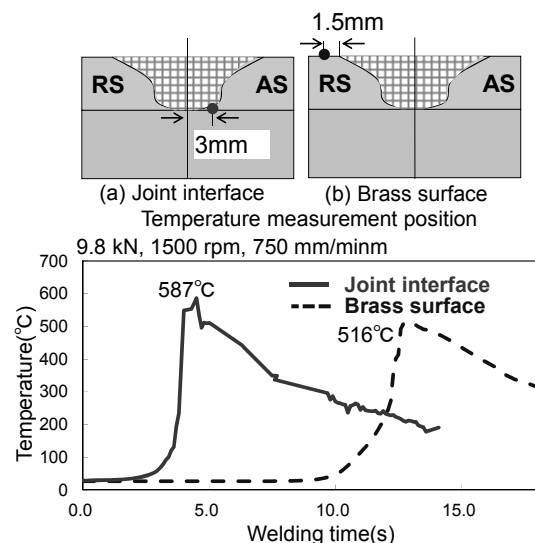 1.5mm
RS AS RS AS
3mm
(a) Joint interface (b) Brass surface
Temperature measurement position
9.8 kN, 1500 rpm, 750 mm/minm
700
600
500
400
300
200
100
0
Temperature(℃)
587℃
Joint interface
Brass surface
516℃
0.0 5.0 10.0 15.0
Welding time(s)